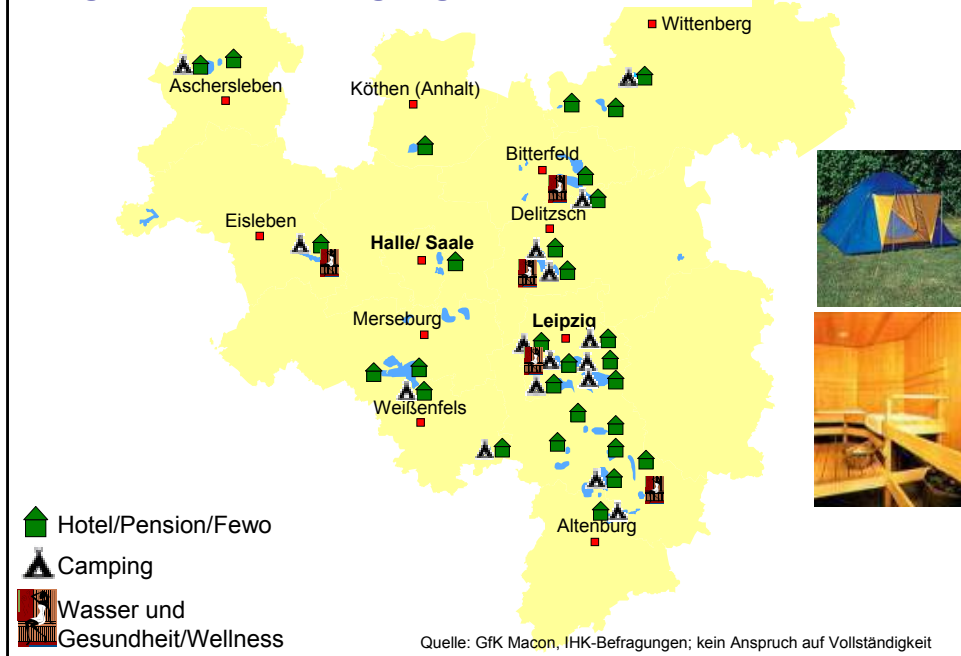 Wittenberg
Aschersleben
Köthen (Anhalt)
Bitterfeld
Delitzsch
Eisleben
Halle/ Saale
Merseburg
Leipzig
Weißenfels
Altenburg
Hotel/Pension/Fewo
Camping
Wasser und
Gesundheit/Wellness
Quelle: GfK Macon, IHK-Befragungen; kein Anspruch auf Vollständigkeit